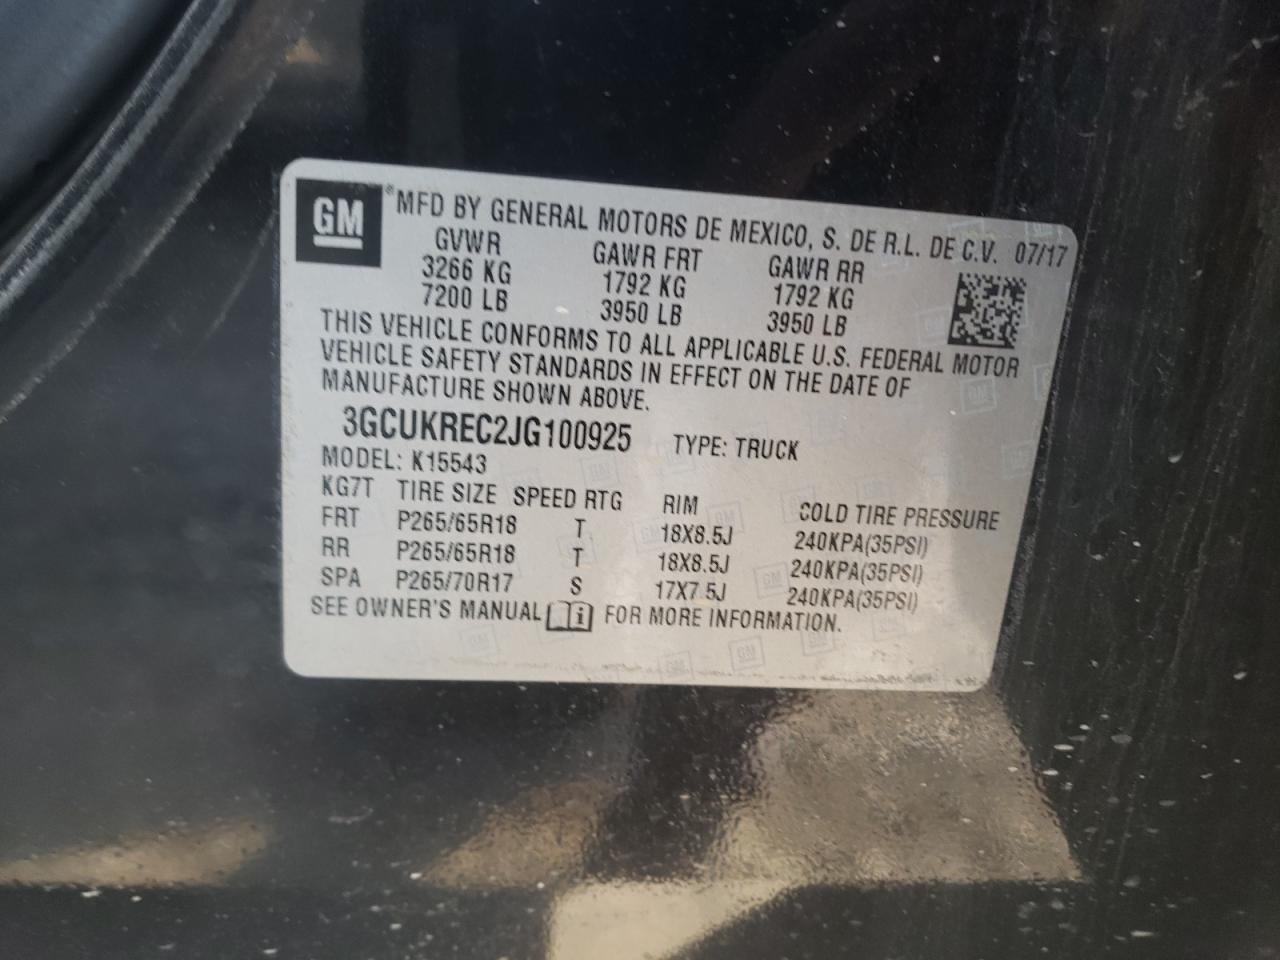 GM
® MFD BY GENERAL MOTORS DE MEXICO, S. DE R.L. DE C.V. 07/17
GVWR GAWR FRT GAWR RR
3266 KG 1792 KG 1792 KG
7200 LB 3950 LB 3950 LB
THIS VEHICLE CONFORMS TO ALL APPLICABLE U.S. FEDERAL MOTOR
VEHICLE SAFETY STANDARDS IN EFFECT ON THE DATE OF
MANUFACTURE SHOWN ABOVE.
3GCUKREC2JG100925 TYPE: TRUCK
MODEL: K15543
KG7T TIRE SIZE SPEED RTG RIM COLD TIRE PRESSURE
FRT P265/65R18 T 18X8.5J 240KPA(35PSI)
RR P265/65R18 T 18X8.5J 240KPA(35PSI)
SPA P265/70R17 S 17X7.5J 240KPA(35PSI)
SEE OWNER'S MANUAL i FOR MORE INFORMATION.